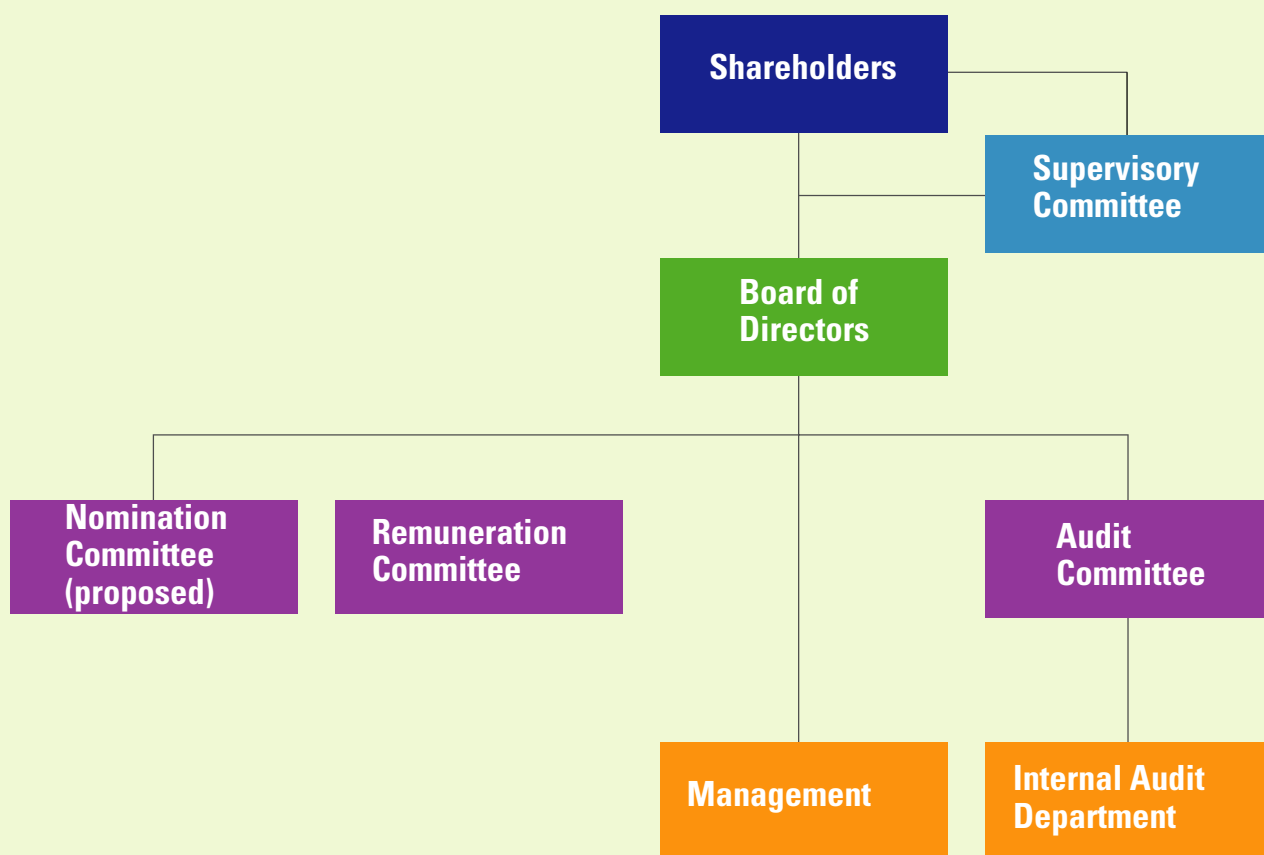 Shareholders
Supervisory
Committee
Board of
Directors
Nomination
Committee
(proposed)
Remuneration
Committee
Audit
Committee
Management
Internal Audit
Department